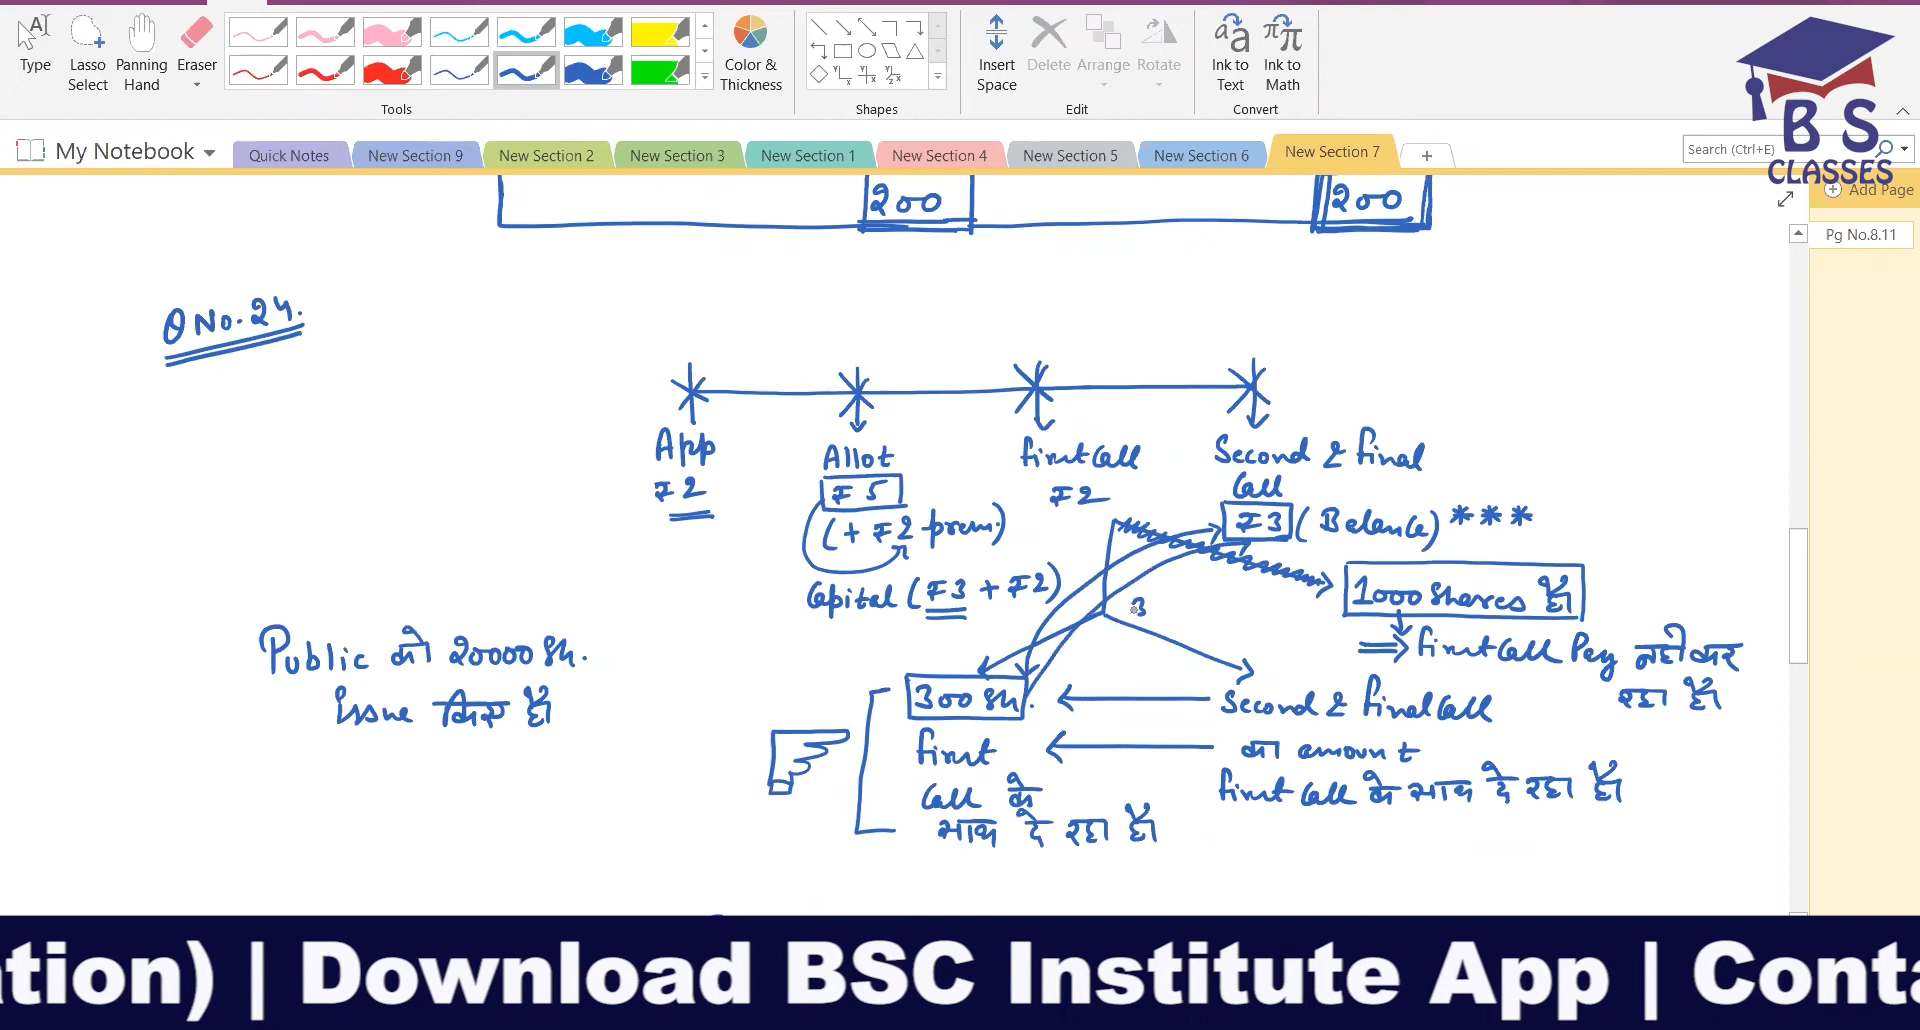 Type
Lasso Select
Panning Hand
Eraser
Color & Thickness
Insert Space
Delete
Arrange
Rotate
Ink to Text
Ink to Math
Tools
Shapes
Edit
Convert
B S
CLASSES
My Notebook
Quick Notes
New Section 9
New Section 2
New Section 3
New Section 1
New Section 4
New Section 5
New Section 6
New Section 7
Search (Ctrl+E)
Add Page
Pg No.8.11
200
200
Q No. 24.
App
₹2
Allot
₹5
(+ ₹2 prem.)
Capital (₹3 + ₹2)
first Call
₹2
Second & final
Call
₹3 (Balance) ***
1000 Shares है
3
⇒ first Call Pay नही कर
रहा है
Public को 20000 Sh.
Issue किए है
300 Sh.
first
Call के
साथ दे रहा है
Second & final Call
का amount
first Call के साथ दे रहा है
tion) | Download BSC Institute App | Conta